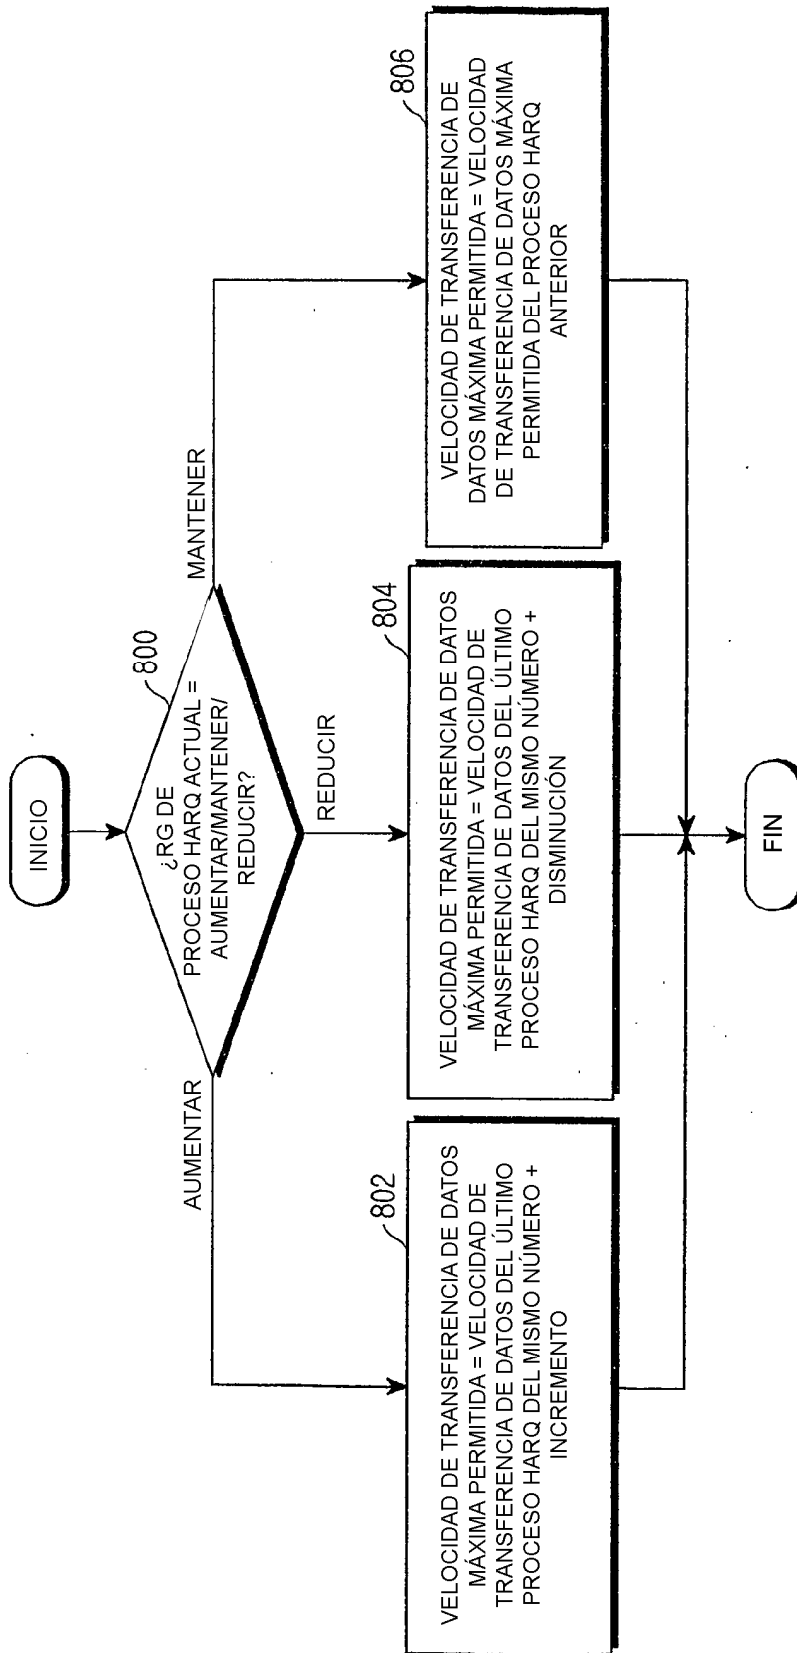 INICIO
800
¿RG DE
PROCESO HARQ ACTUAL =
AUMENTAR/MANTENER/
REDUCIR?
AUMENTAR
REDUCIR
MANTENER
802
VELOCIDAD DE TRANSFERENCIA DE DATOS
MÁXIMA PERMITIDA = VELOCIDAD DE
TRANSFERENCIA DE DATOS DEL ÚLTIMO
PROCESO HARQ DEL MISMO NÚMERO +
INCREMENTO
804
VELOCIDAD DE TRANSFERENCIA DE DATOS
MÁXIMA PERMITIDA = VELOCIDAD DE
TRANSFERENCIA DE DATOS DEL ÚLTIMO
PROCESO HARQ DEL MISMO NÚMERO +
DISMINUCIÓN
806
VELOCIDAD DE TRANSFERENCIA DE
DATOS MÁXIMA PERMITIDA = VELOCIDAD
DE TRANSFERENCIA DE DATOS MÁXIMA
PERMITIDA DEL PROCESO HARQ
ANTERIOR
FIN